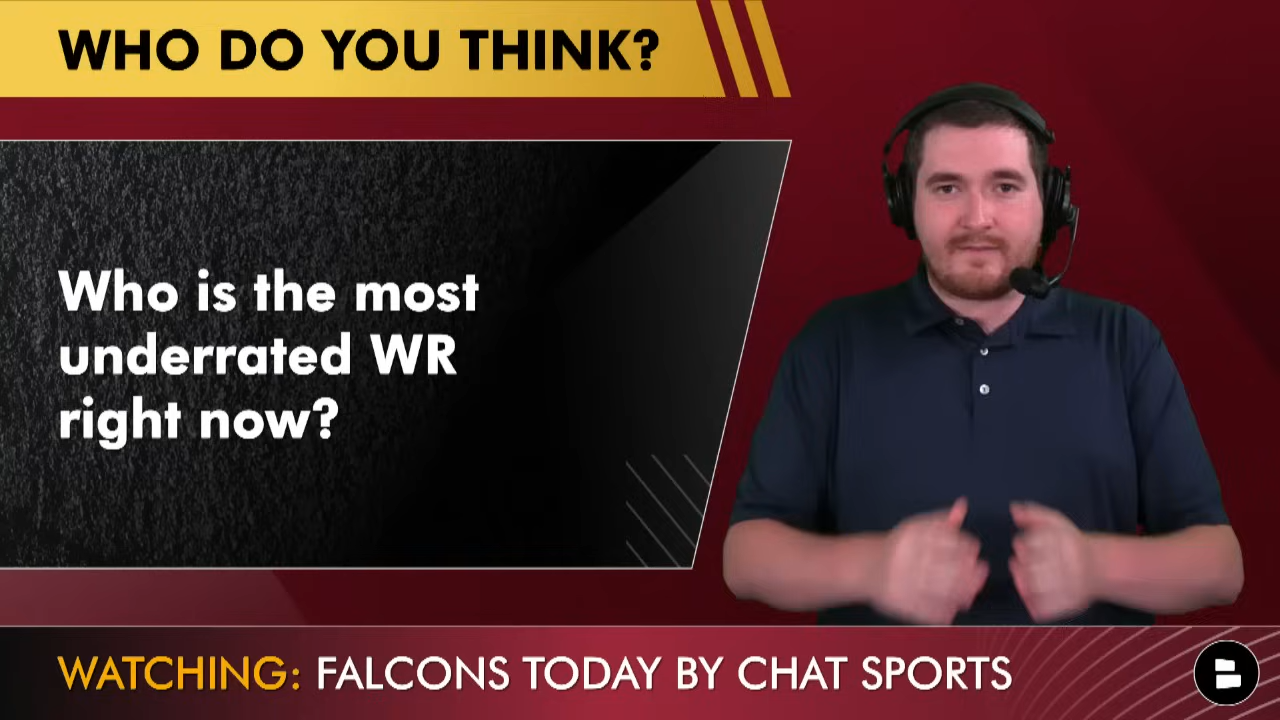 WHO DO YOU THINK?
Who is the most
underrated WR
right now?
WATCHING: FALCONS TODAY BY CHAT SPORTS